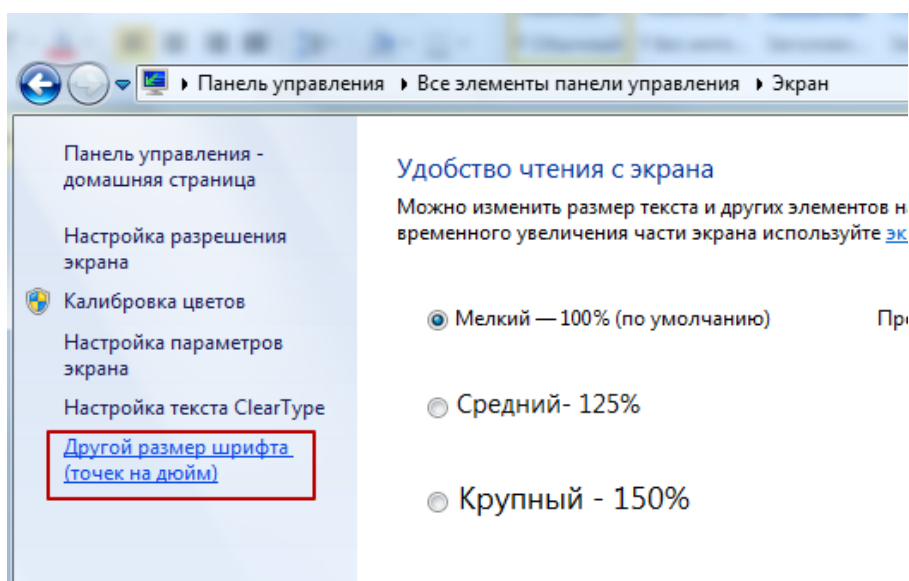 Панель управления ▸ Все элементы панели управления ▸ Экран
Панель управления -
домашняя страница
Настройка разрешения
экрана
Калибровка цветов
Настройка параметров
экрана
Настройка текста ClearType
Другой размер шрифта
(точек на дюйм)
Удобство чтения с экрана
Можно изменить размер текста и других элементов
временного увеличения части экрана используйте
Мелкий — 100% (по умолчанию)
Средний- 125%
Крупный - 150%